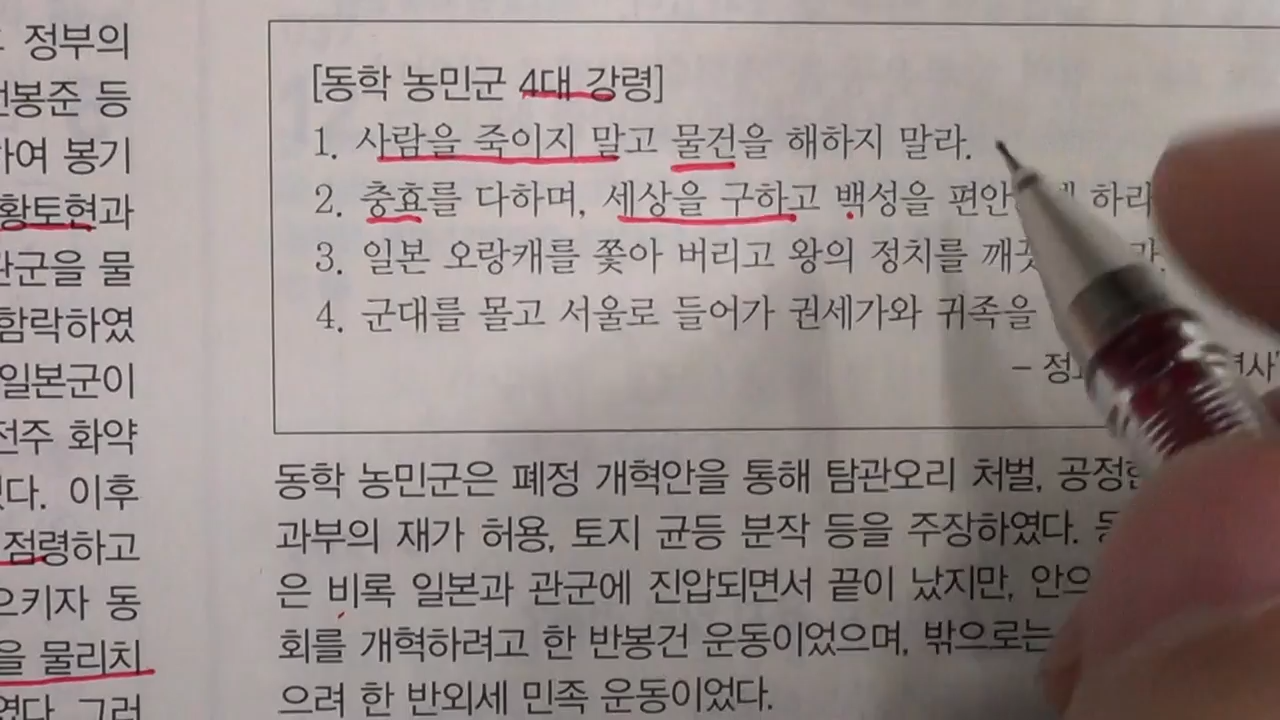 정부의
봉준 등
여 봉기
황토현과
관군을 물
함락하였
일본군이
전주 화약
다. 이후
점령하고
으키자 동
을 물리치
였다. 그러
[동학 농민군 4대 강령]
1. 사람을 죽이지 말고 물건을 해하지 말라.
2. 충효를 다하며, 세상을 구하고 백성을 편안 하라
3. 일본 오랑캐를 쫓아 버리고 왕의 정치를
4. 군대를 몰고 서울로 들어가 권세가와 귀족을
동학 농민군은 폐정 개혁안을 통해 탐관오리 처벌,
과부의 재가 허용, 토지 균등 분작 등을 주장하였다.
은 비록 일본과 관군에 진압되면서 끝이 났지만,
회를 개혁하려고 한 반봉건 운동이었으며, 밖으로는
으려 한 반외세 민족 운동이었다.